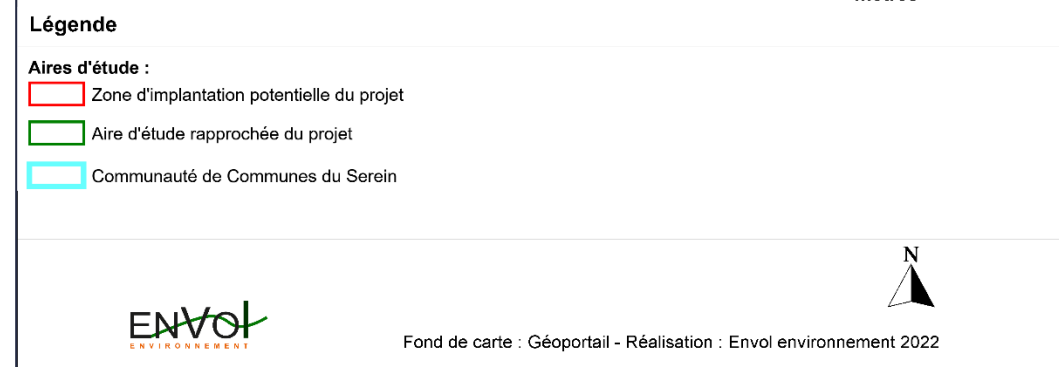 Légende
Aires d'étude :
Zone d'implantation potentielle du projet
Aire d'étude rapprochée du projet
Communauté de Communes du Serein
N
ENVOl
ENVIRONNEMENT
Fond de carte : Géoportail - Réalisation : Envol environnement 2022